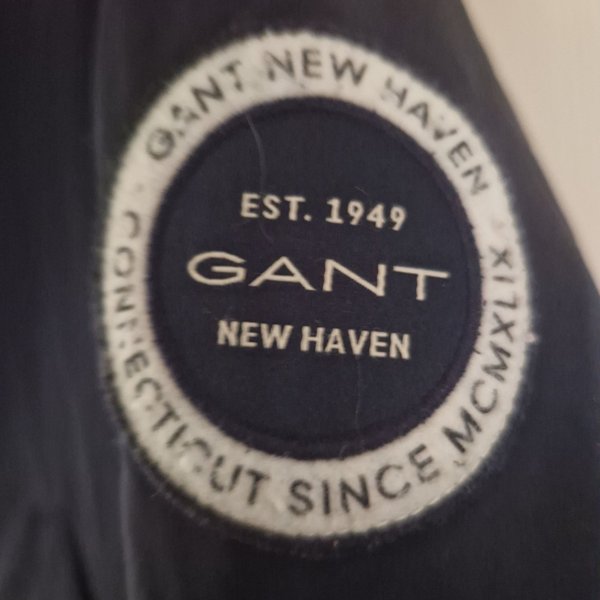 GANT NEW HAVEN
EST. 1949
GANT
NEW HAVEN
CONNECTICUT SINCE MCMXLIX